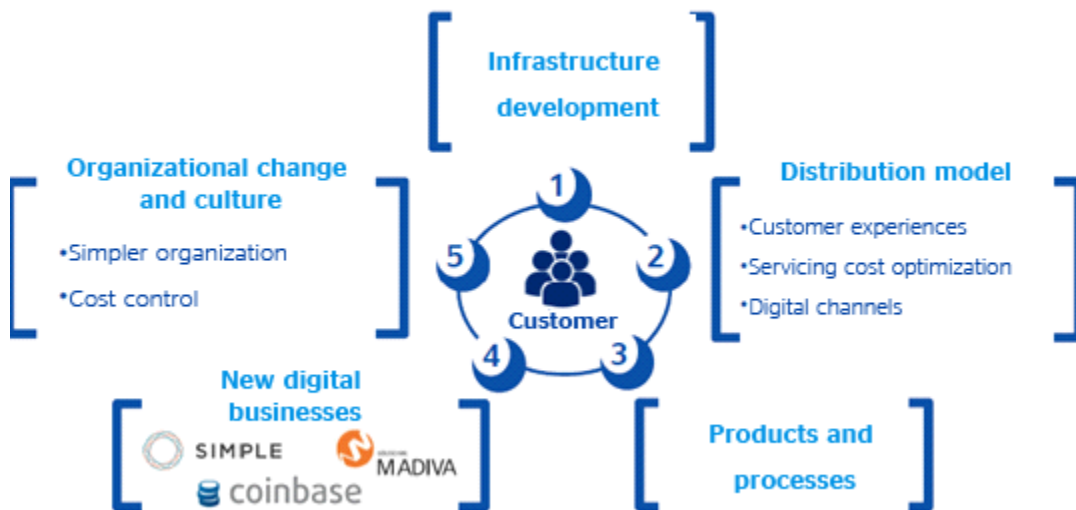 Infrastructure
development
Organizational change
and culture
•Simpler organization
•Cost control
Distribution model
•Customer experiences
•Servicing cost optimization
•Digital channels
1
2
3
4
5
Customer
New digital
businesses
SIMPLE
MADIVA
coinbase
Products and
processes